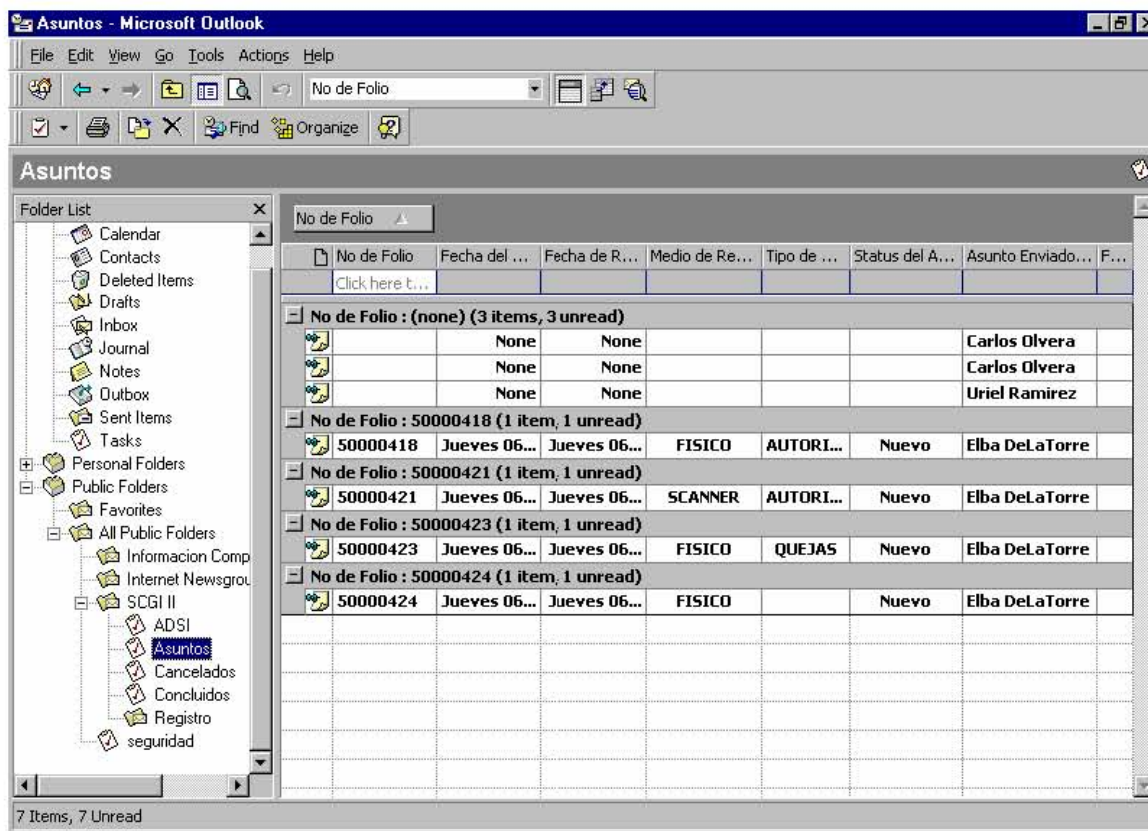 Asuntos - Microsoft Outlook
File Edit View Go Tools Actions Help
No de Folio
Find Organize
Asuntos
Folder List
Calendar
Contacts
Deleted Items
Drafts
Inbox
Journal
Notes
Outbox
Sent Items
Tasks
Personal Folders
Public Folders
Favorites
All Public Folders
Informacion Comp
Internet Newsgrou
SCGI II
ADSI
Asuntos
Cancelados
Concluidos
Registro
seguridad
No de Folio
No de Folio Fecha del ... Fecha de R... Medio de Re... Tipo de ... Status del A... Asunto Enviado... F...
Click here t...
No de Folio : (none) (3 items, 3 unread)
None None Carlos Olvera
None None Carlos Olvera
None None Uriel Ramirez
No de Folio : 50000418 (1 item, 1 unread)
50000418 Jueves 06... Jueves 06... FISICO AUTORI... Nuevo Elba DeLaTorre
No de Folio : 50000421 (1 item, 1 unread)
50000421 Jueves 06... Jueves 06... SCANNER AUTORI... Nuevo Elba DeLaTorre
No de Folio : 50000423 (1 item, 1 unread)
50000423 Jueves 06... Jueves 06... FISICO QUEJAS Nuevo Elba DeLaTorre
No de Folio : 50000424 (1 item, 1 unread)
50000424 Jueves 06... Jueves 06... FISICO Nuevo Elba DeLaTorre
7 Items, 7 Unread